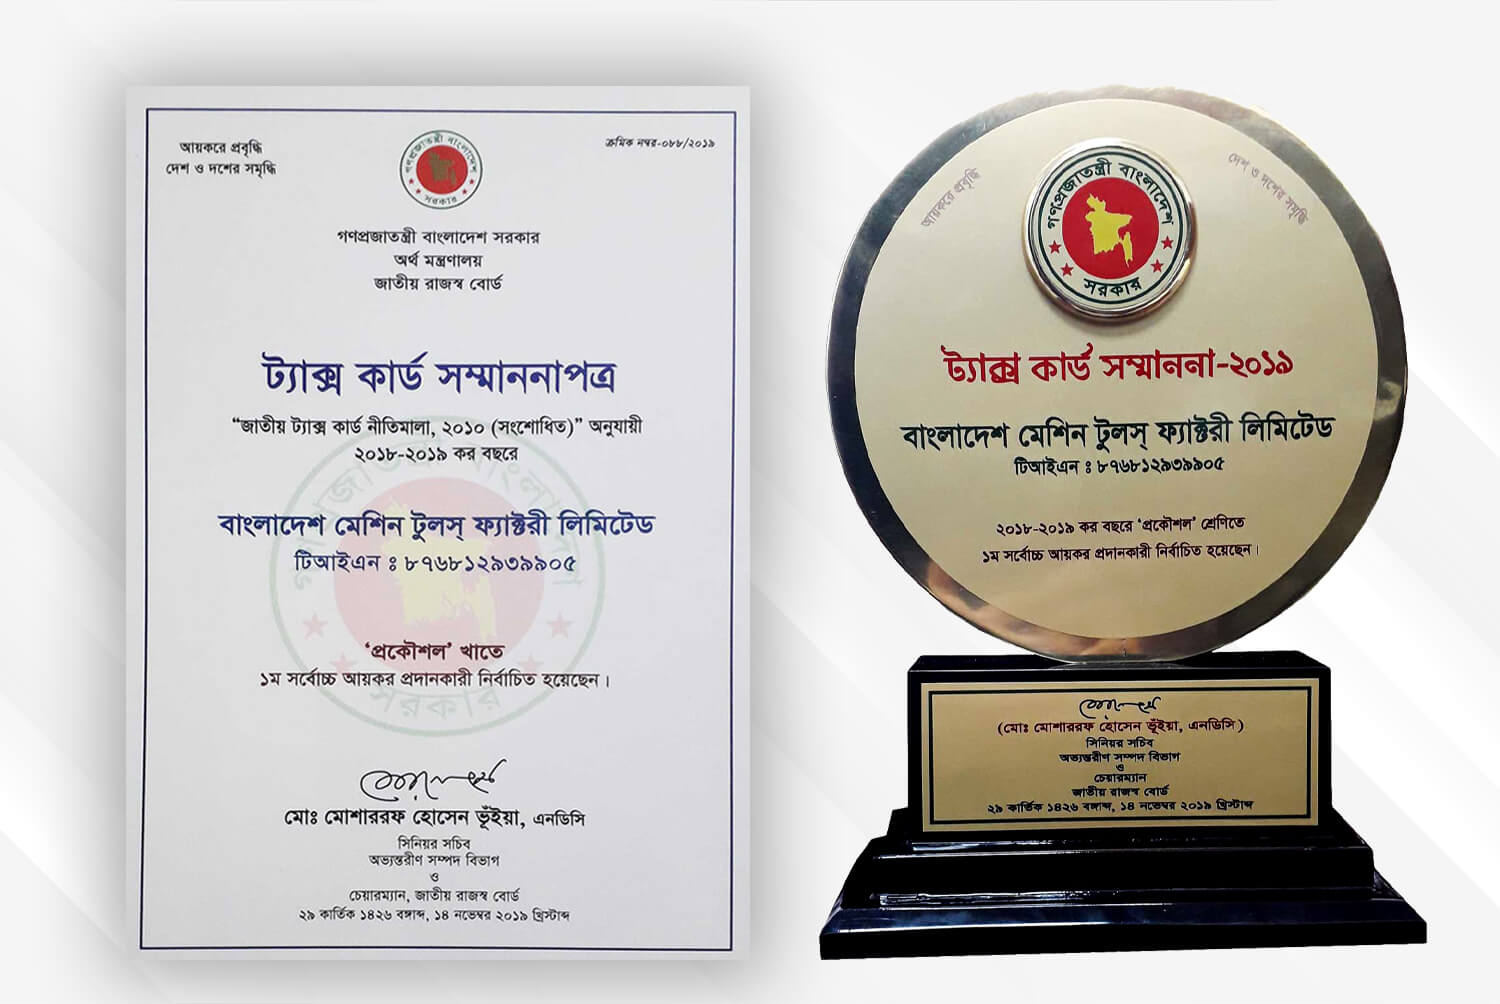 আয়করে প্রবৃদ্ধি
দেশ ও দশের সমৃদ্ধি
ক্রমিক নম্বর-০৮৮/২০১৯
গণপ্রজাতন্ত্রী বাংলাদেশ
সরকার
গণপ্রজাতন্ত্রী বাংলাদেশ সরকার
অর্থ মন্ত্রণালয়
জাতীয় রাজস্ব বোর্ড
ট্যাক্স কার্ড সম্মাননাপত্র
“জাতীয় ট্যাক্স কার্ড নীতিমালা, ২০১০ (সংশোধিত)” অনুযায়ী
২০১৮-২০১৯ কর বছরে
বাংলাদেশ মেশিন টুলস্ ফ্যাক্টরী লিমিটেড
টিআইএন ঃ ৮৭৬৮১২৯৩৯৯০৫
‘প্রকৌশল’ খাতে
১ম সর্বোচ্চ আয়কর প্রদানকারী নির্বাচিত হয়েছেন।
মোঃ মোশাররফ হোসেন ভূঁইয়া, এনডিসি
সিনিয়র সচিব
অভ্যন্তরীণ সম্পদ বিভাগ
ও
চেয়ারম্যান, জাতীয় রাজস্ব বোর্ড
২৯ কার্তিক ১৪২৬ বঙ্গাব্দ, ১৪ নভেম্বর ২০১৯ খ্রিস্টাব্দ
গণপ্রজাতন্ত্রী বাংলাদেশ
সরকার
আয়করে প্রবৃদ্ধি
দেশ ও দশের সমৃদ্ধি
গণপ্রজাতন্ত্রী বাংলাদেশ
সরকার
ট্যাক্স কার্ড সম্মাননা-২০১৯
বাংলাদেশ মেশিন টুলস্ ফ্যাক্টরী লিমিটেড
টিআইএন ঃ ৮৭৬৮১২৯৩৯৯০৫
২০১৮-২০১৯ কর বছরে ‘প্রকৌশল’ শ্রেণিতে
১ম সর্বোচ্চ আয়কর প্রদানকারী নির্বাচিত হয়েছেন।
(মোঃ মোশাররফ হোসেন ভূঁইয়া, এনডিসি)
সিনিয়র সচিব
অভ্যন্তরীণ সম্পদ বিভাগ
ও
চেয়ারম্যান
জাতীয় রাজস্ব বোর্ড
২৯ কার্তিক ১৪২৬ বঙ্গাব্দ, ১৪ নভেম্বর ২০১৯ খ্রিস্টাব্দ